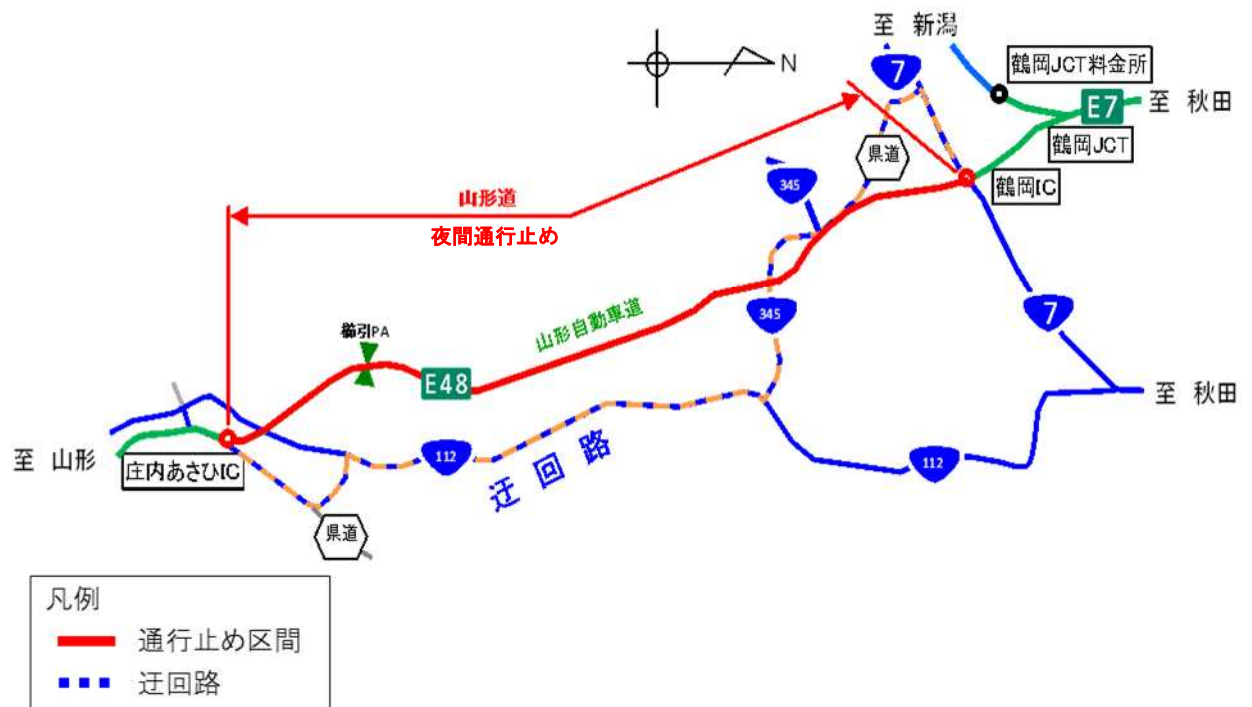 至 新潟
7
N
鶴岡JCT料金所
E7
至 秋田
鶴岡JCT
県道
鶴岡IC
345
山形道
夜間通行止め
345
7
山形自動車道
櫛引PA
E48
至 秋田
至 山形
庄内あさひIC
112
迂回路
112
県道
凡例
通行止め区間
迂回路